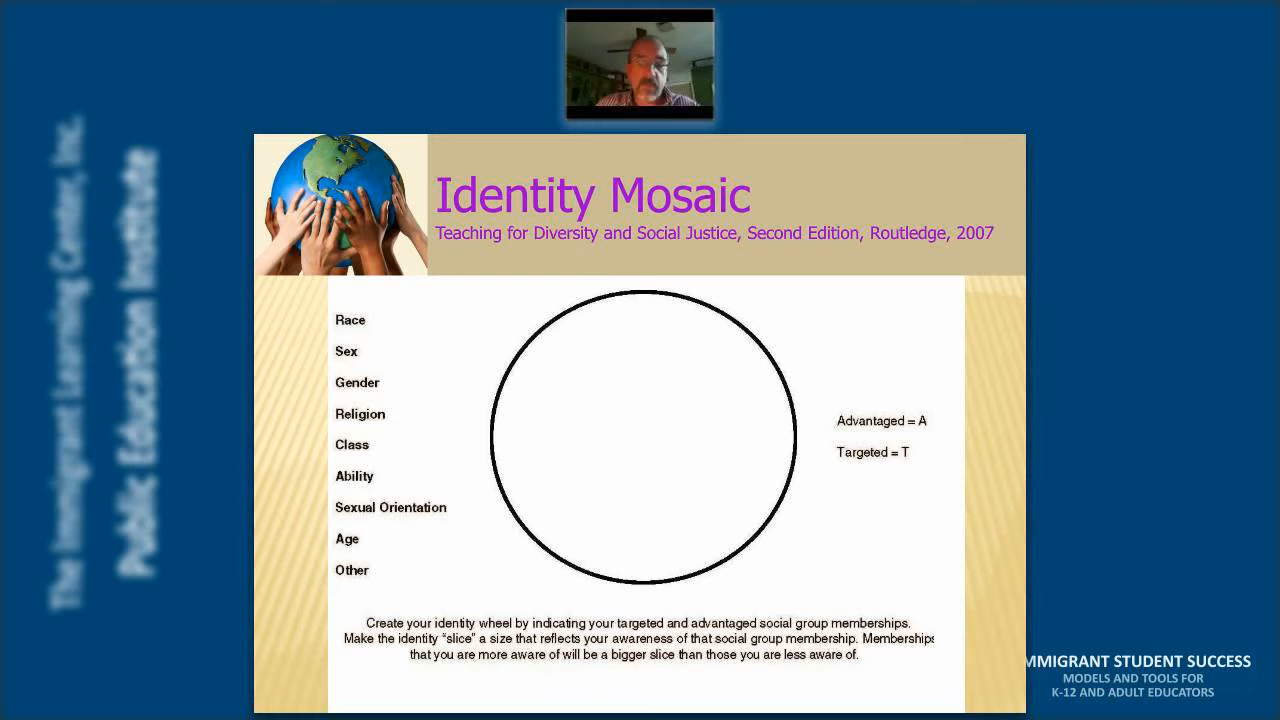 The Immigrant Learning Center, Inc.
Public Education Institute
Identity Mosaic
Teaching for Diversity and Social Justice, Second Edition, Routledge, 2007
Race
Sex
Gender
Religion
Class
Ability
Sexual Orientation
Age
Other
Advantaged = A
Targeted = T
Create your identity wheel by indicating your targeted and advantaged social group memberships.
Make the identity “slice” a size that reflects your awareness of that social group membership. Memberships
that you are more aware of will be a bigger slice than those you are less aware of.
MMIGRANT STUDENT SUCCESS
MODELS AND TOOLS FOR
K-12 AND ADULT EDUCATORS